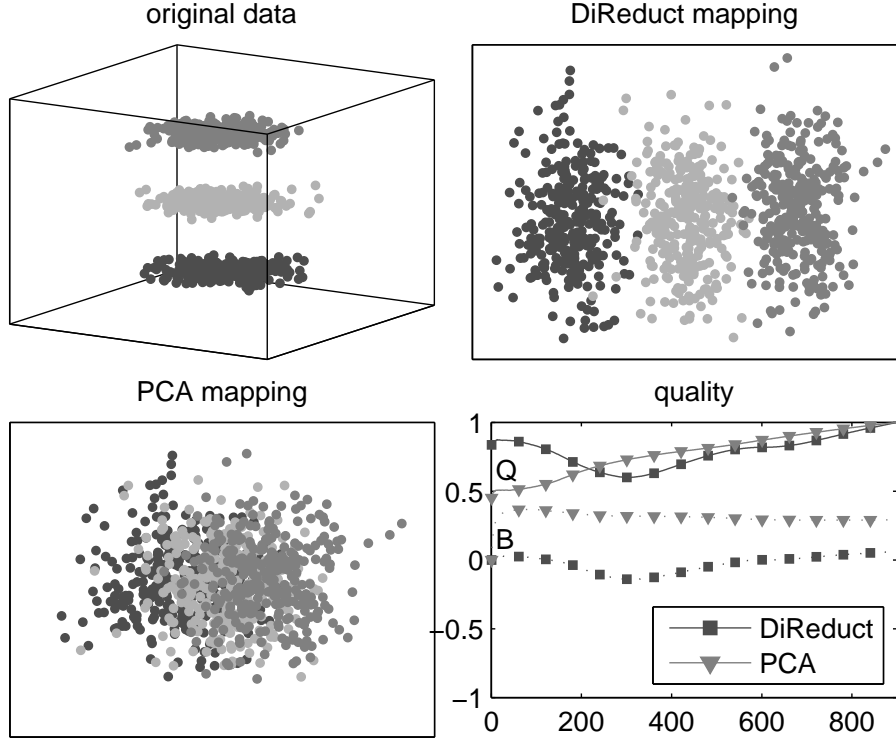 original data
DiReduct mapping
PCA mapping
quality
1
Q
0.5
B
0
−0.5
DiReduct
PCA
−1
0 200 400 600 800